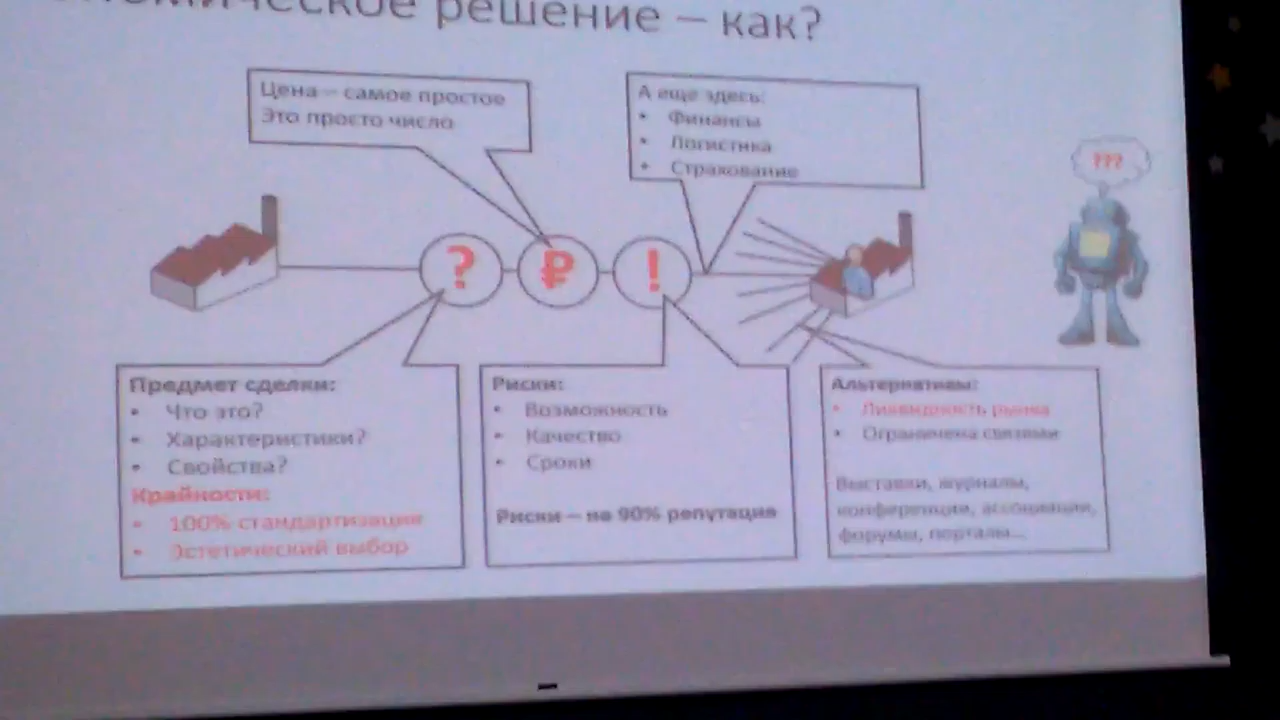 решение – как?
Цена – самое простое
Это просто число
А еще здесь:
• Финансы
• Логистика
• Страхование
???
?
₽
!
Предмет сделки:
• Что это?
• Характеристики?
• Свойства?
Крайности:
• 100% стандартизация
• Эстетический выбор
Риски:
• Возможность
• Качество
• Сроки
Риски – на 90% репутация
Альтернативы:
• Ликвидность рынка
• Ограничена связями
Выставки, журналы,
конференции, ассоциации,
форумы, порталы...